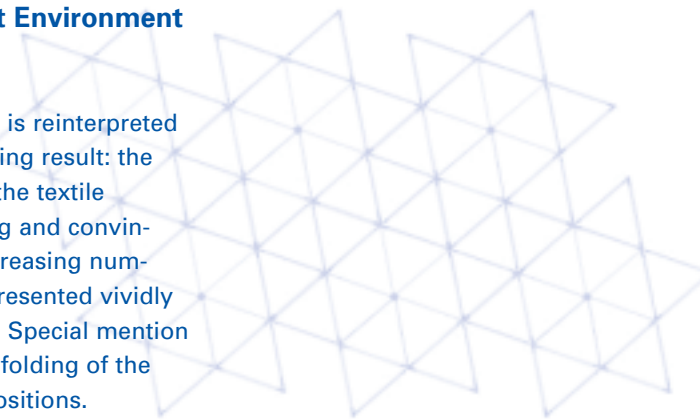 t Environment
is reinterpreted
ing result: the
the textile
g and convin-
creasing num-
resented vividly
Special mention
folding of the
ositions.